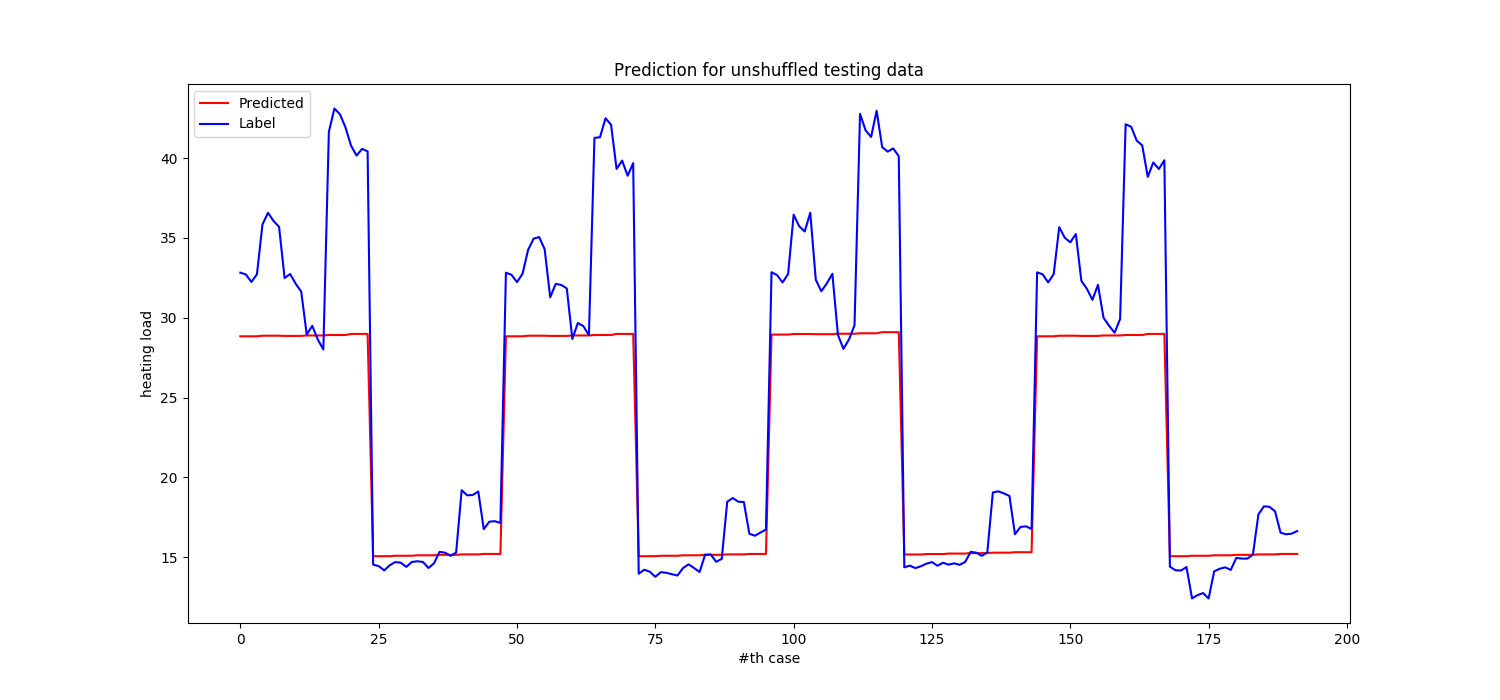 Prediction for unshuffled testing data
Predicted
Label
40
35
30
25
20
15
heating load
0 25 50 75 100 125 150 175 200
#th case